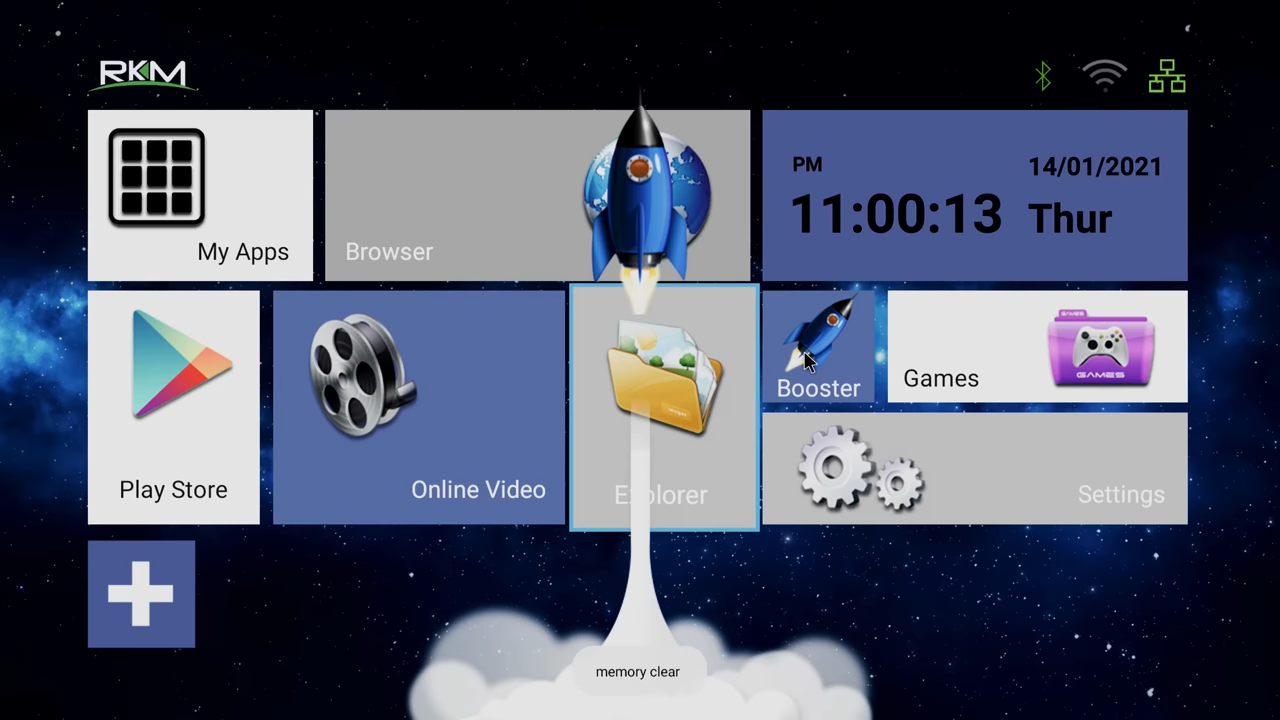 RKM
My Apps
Browser
PM
14/01/2021
11:00:13
Thur
Play Store
Online Video
Explorer
Booster
Games
GAMES
GAMES
Settings
memory clear